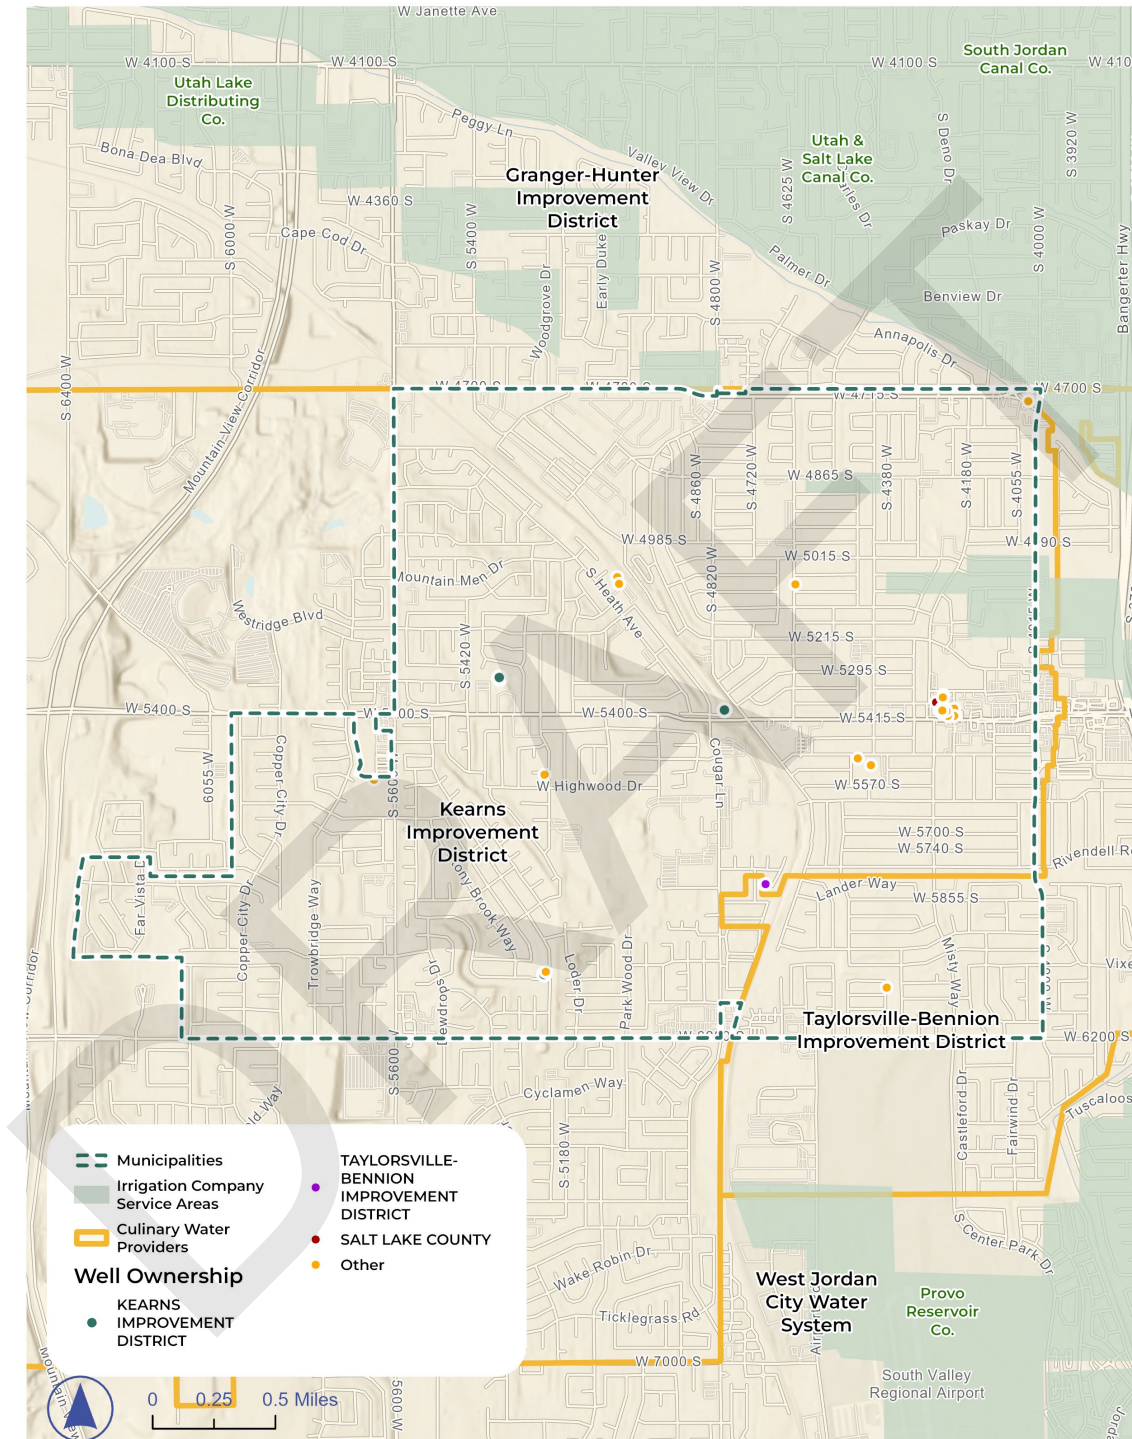 W Janette Ave
W 4100 S
W 4100 S
W 4100 S
W 410
South Jordan
Canal Co.
Utah Lake
Distributing
Co.
Peggy Ln
Bona Dea Blvd
Utah &
Salt Lake
Canal Co.
S Deno Dr
S 3920 W
Valley View Dr
Granger-Hunter
Improvement
District
S 4625 W
W 4360 S
S 6000 W
Cape Cod Dr
S 5400 W
Early Duke
Paskay Dr
S 4000 W
Bangerter Hwy
Palmer Dr
S 4800 W
Woodgrove Dr
Benview Dr
Annapolis Dr
S 6400 W
Mountain View Corridor
W 4700 S
W 4715 S
S 4860 W
S 4720 W
W 4865 S
S 4380 W
S 4180 W
S 4055 W
W 4985 S
W 5015 S
Mountain Men Dr
S Heath Ave
S 4820 W
Westridge Blvd
W 5215 S
S 5420 W
W 5295 S
W 5400 S
W 5400 S
W 5415 S
6055 W
Copper City Dr
Cougar Ln
W Highwood Dr
W 5570 S
Kearns
Improvement
District
W 5700 S
W 5740 S
Rivendell R
Lander Way
W 5855 S
Copper City Dr
Trowbridge Way
Park Wood Dr
Loder Dr
Misty Way
Vixe
Taylorsville-Bennion
Improvement District
W 6200 S
S 5600 W
Cyclamen Way
S 5180 W
Castleford Dr
Fairwind Dr
Tuscaloos
S Center Park Dr
Wake Robin Dr
Ticklegrass Rd
West Jordan
City Water
System
Provo
Reservoir
Co.
W 7000 S
South Valley
Regional Airport
5600 W
DRAFT
Municipalities
Irrigation Company
Service Areas
Culinary Water
Providers
Well Ownership
KEARNS
IMPROVEMENT
DISTRICT
TAYLORSVILLE-
BENNION
IMPROVEMENT
DISTRICT
SALT LAKE COUNTY
Other
0 0.25 0.5 Miles